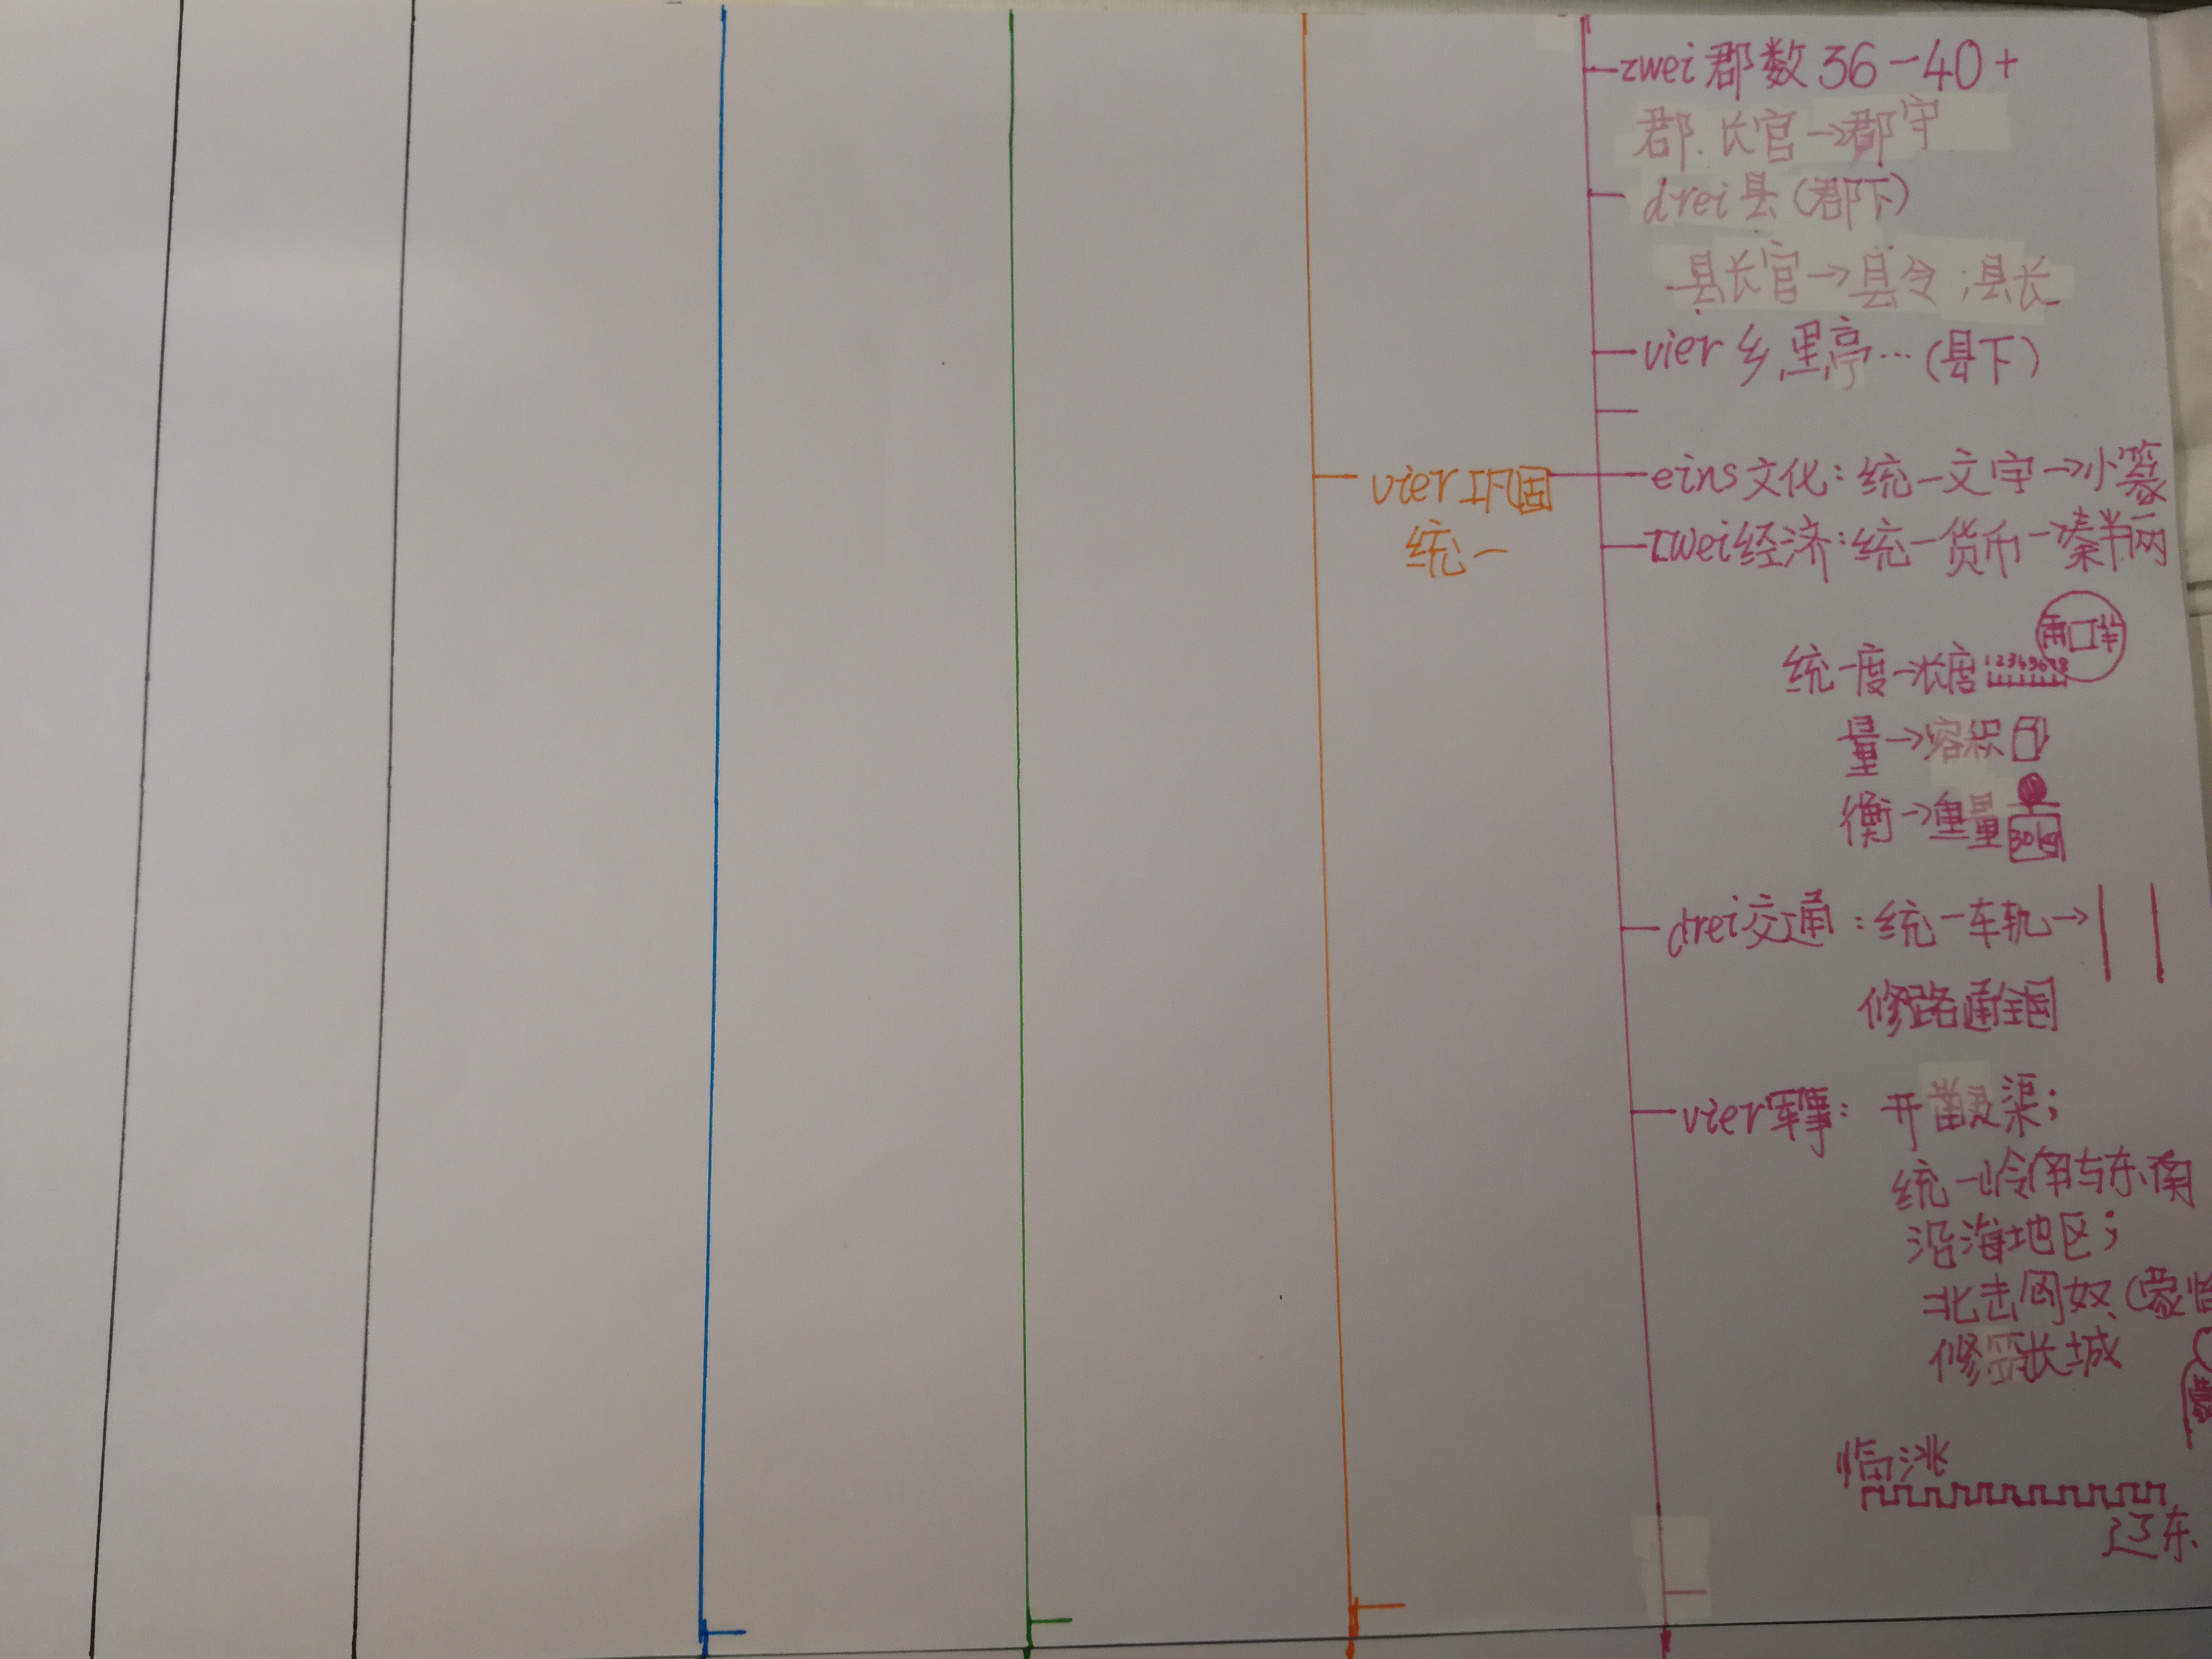 zwei 郡数 36-40+
郡.长官→郡守
drei 县(郡下)
县长官→县令;县长
vier 乡,里,亭…(县下)
vier 巩固
统一
eins 文化:统一文字→小篆
zwei 经济:统一货币→秦半两
兩口半
统一度→长度 12345678
量→容积
衡→重量 30kg
drei 交通:统一车轨→
修路通全国
vier 军事: 开凿灵渠;
统一岭南与东南
沿海地区;
北击匈奴(蒙恬
修筑长城
临洮
辽东